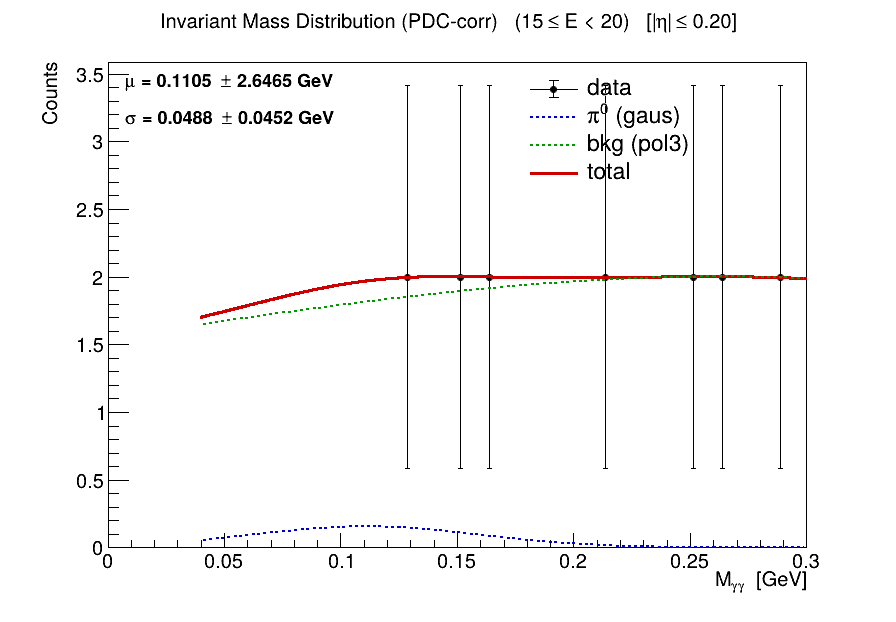 Invariant Mass Distribution (PDC-corr) (15 ≤ E < 20) [|η| ≤ 0.20]
Counts
μ = 0.1105 ± 2.6465 GeV
σ = 0.0488 ± 0.0452 GeV
data
π⁰ (gaus)
bkg (pol3)
total
3.5
3
2.5
2
1.5
1
0.5
0
0 0.05 0.1 0.15 0.2 0.25 0.3
Mγγ [GeV]